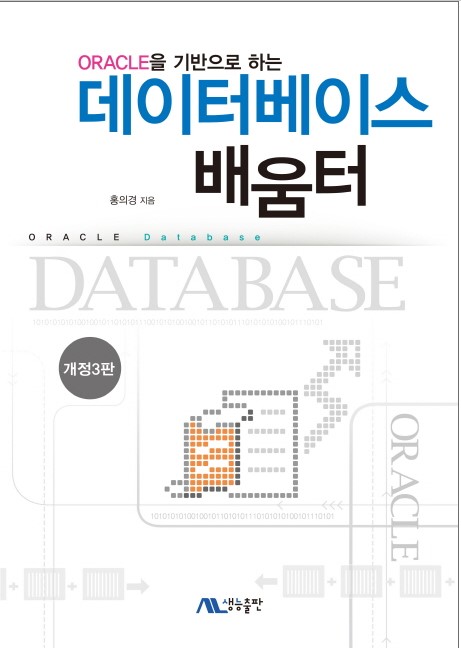 ORACLE을 기반으로 하는
데이터베이스
배움터
홍의경 지음
ORACLE Database
DATABASE
개정3판
ORACLE
생능출판